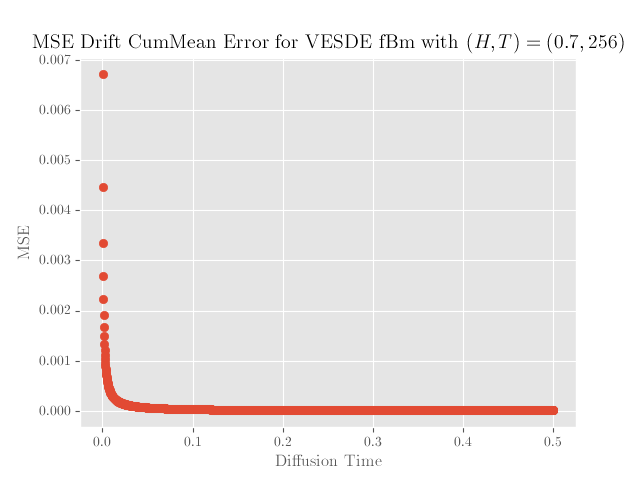 MSE Drift CumMean Error for VESDE fBm with (H, T) = (0.7, 256)
0.007
0.006
0.005
0.004
0.003
0.002
0.001
0.000
MSE
0.0 0.1 0.2 0.3 0.4 0.5
Diffusion Time